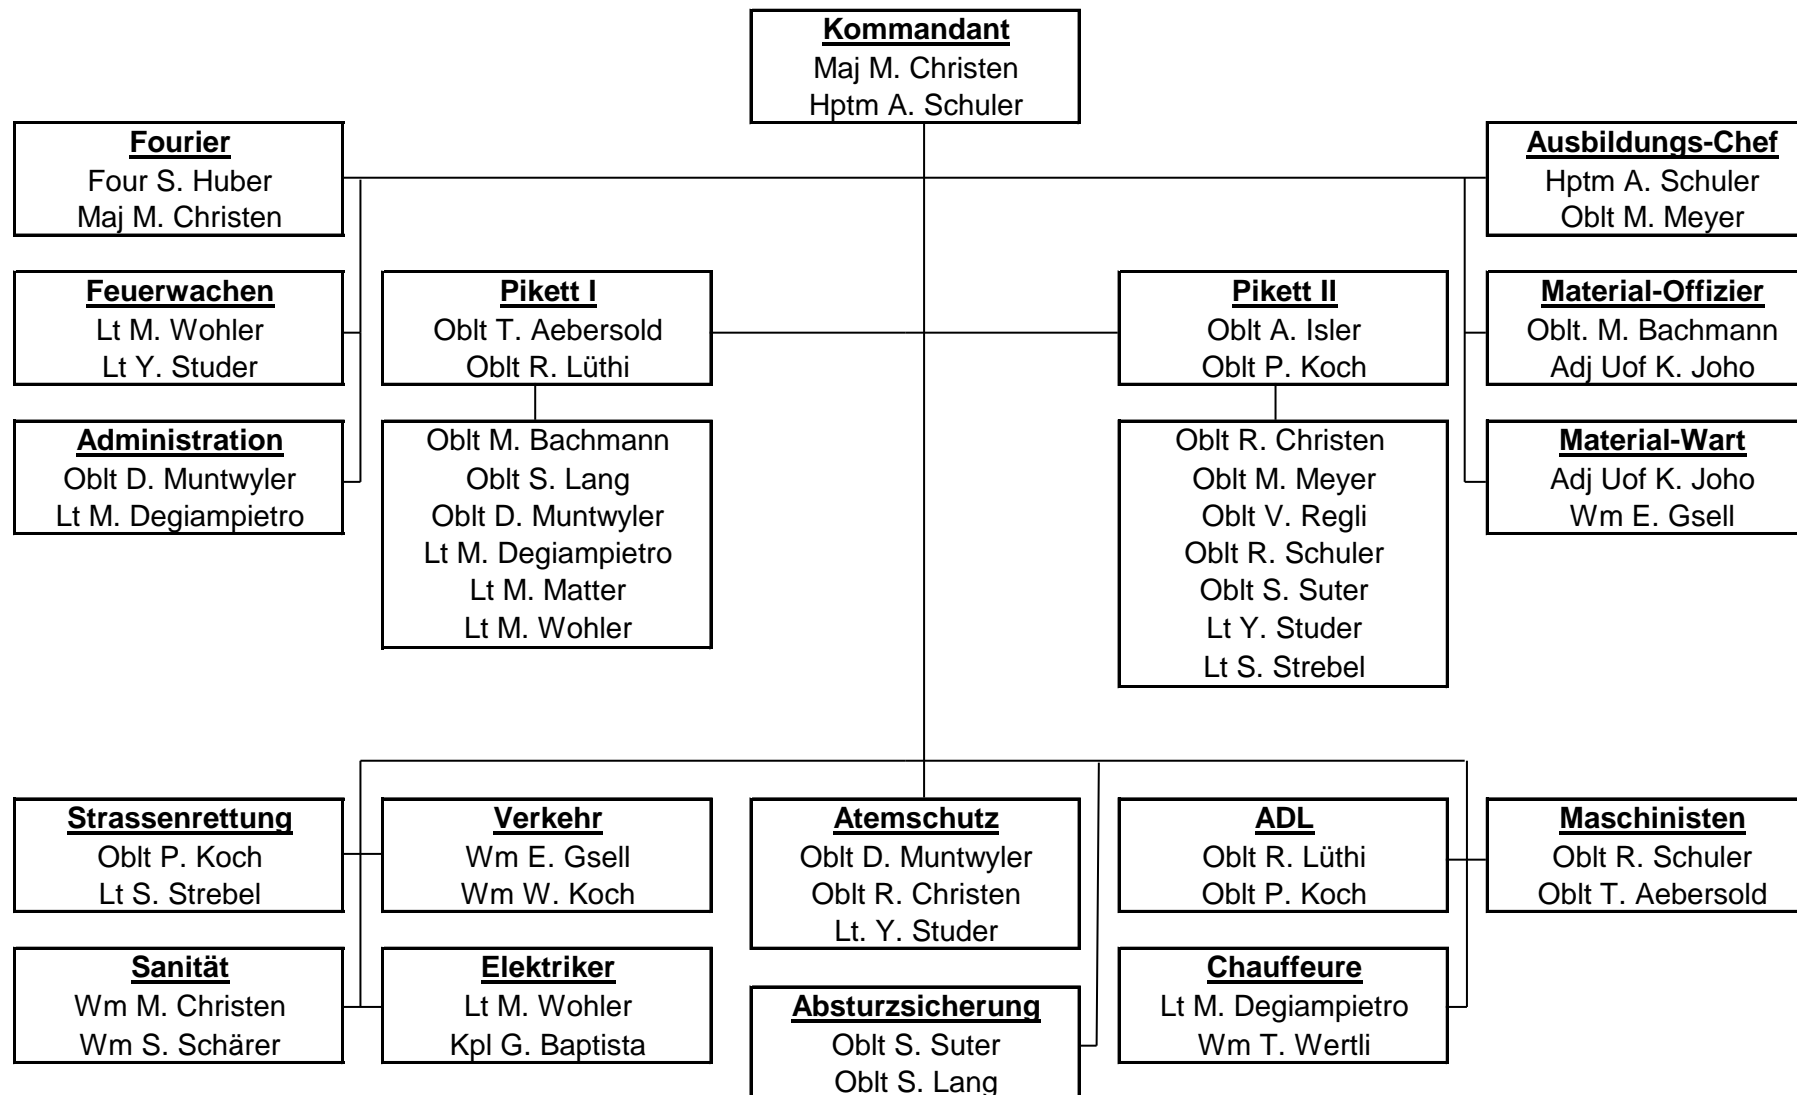 Kommandant
Maj M. Christen
Hptm A. Schuler
Fourier
Four S. Huber
Maj M. Christen
Ausbildungs-Chef
Hptm A. Schuler
Oblt M. Meyer
Feuerwachen
Lt M. Wohler
Lt Y. Studer
Pikett I
Oblt T. Aebersold
Oblt R. Lüthi
Pikett II
Oblt A. Isler
Oblt P. Koch
Material-Offizier
Oblt. M. Bachmann
Adj Uof K. Joho
Administration
Oblt D. Muntwyler
Lt M. Degiampietro
Oblt M. Bachmann
Oblt S. Lang
Oblt D. Muntwyler
Lt M. Degiampietro
Lt M. Matter
Lt M. Wohler
Oblt R. Christen
Oblt M. Meyer
Oblt V. Regli
Oblt R. Schuler
Oblt S. Suter
Lt Y. Studer
Lt S. Strebel
Material-Wart
Adj Uof K. Joho
Wm E. Gsell
Strassenrettung
Oblt P. Koch
Lt S. Strebel
Verkehr
Wm E. Gsell
Wm W. Koch
Atemschutz
Oblt D. Muntwyler
Oblt R. Christen
Lt. Y. Studer
ADL
Oblt R. Lüthi
Oblt P. Koch
Maschinisten
Oblt R. Schuler
Oblt T. Aebersold
Sanität
Wm M. Christen
Wm S. Schärer
Elektriker
Lt M. Wohler
Kpl G. Baptista
Absturzsicherung
Oblt S. Suter
Oblt S. Lang
Chauffeure
Lt M. Degiampietro
Wm T. Wertli